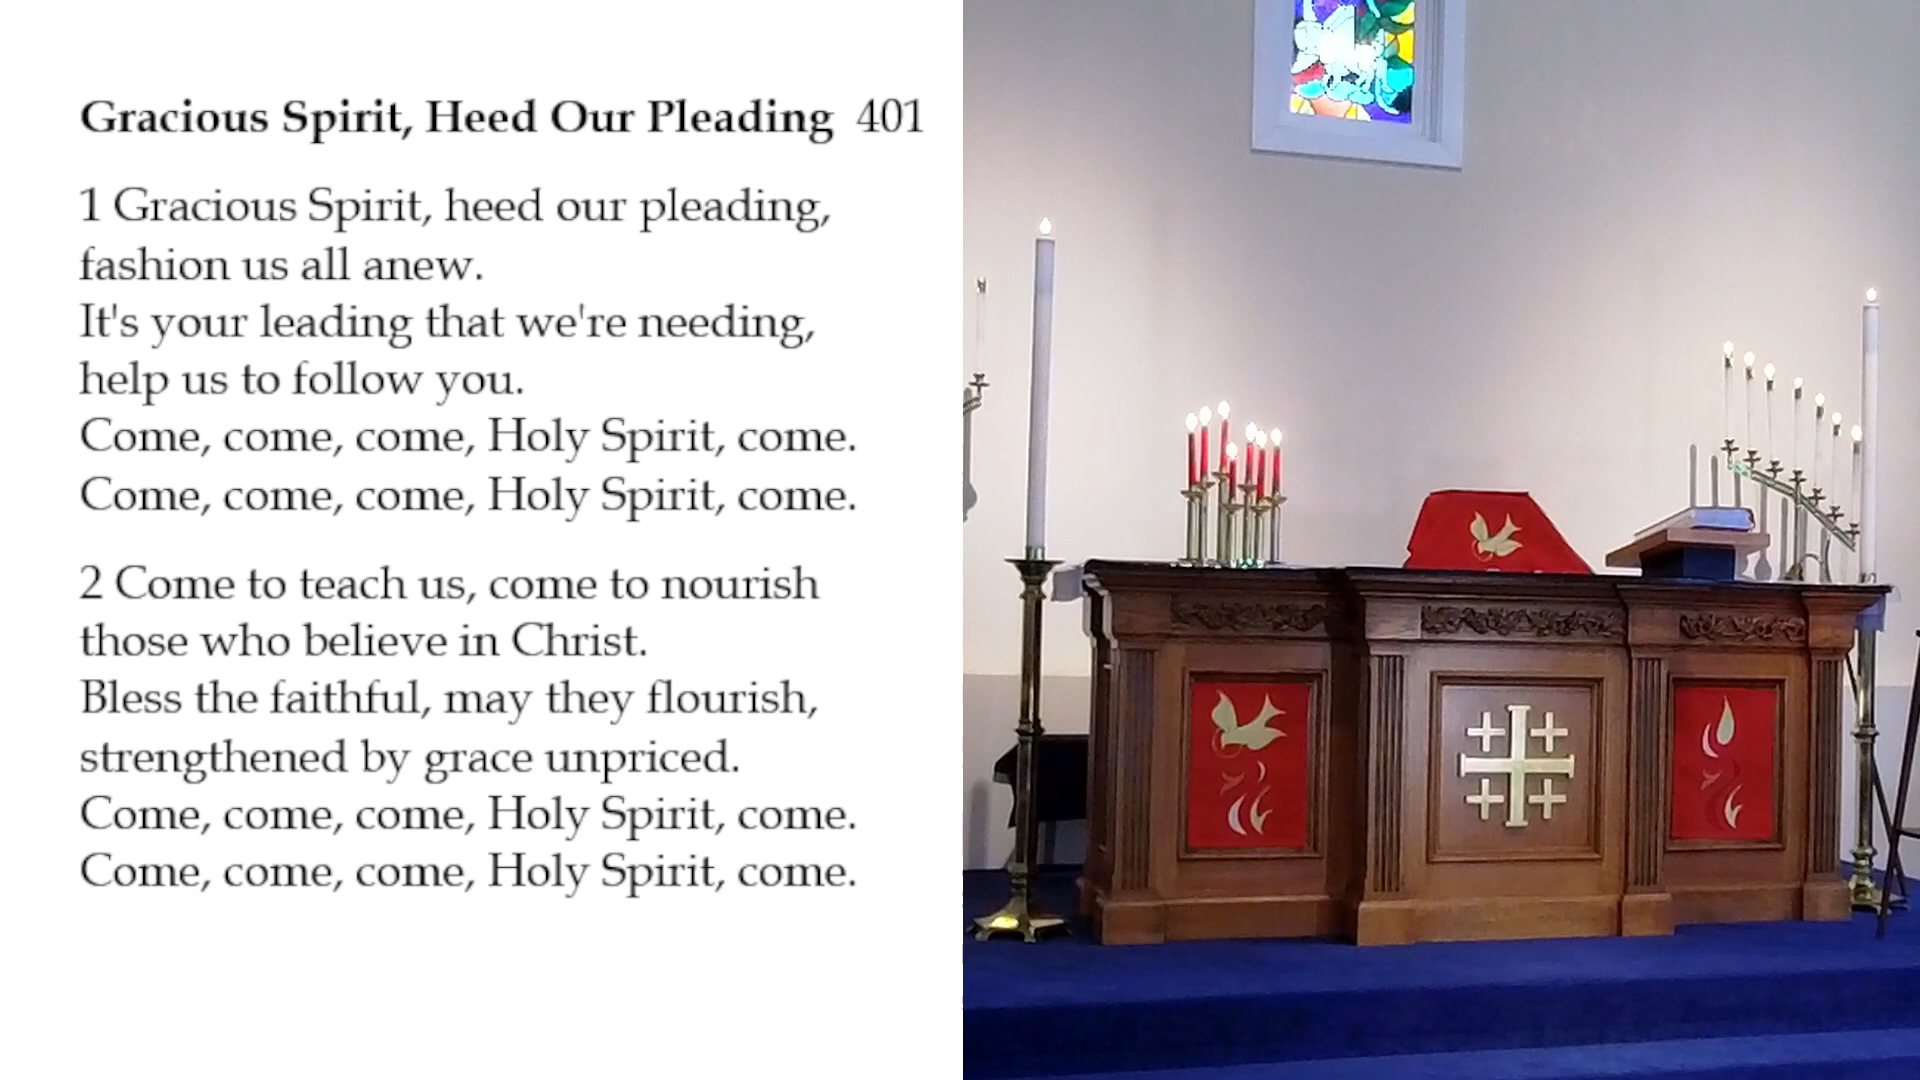 Gracious Spirit, Heed Our Pleading 401
1 Gracious Spirit, heed our pleading,
fashion us all anew.
It's your leading that we're needing,
help us to follow you.
Come, come, come, Holy Spirit, come.
Come, come, come, Holy Spirit, come.
2 Come to teach us, come to nourish
those who believe in Christ.
Bless the faithful, may they flourish,
strengthened by grace unpriced.
Come, come, come, Holy Spirit, come.
Come, come, come, Holy Spirit, come.